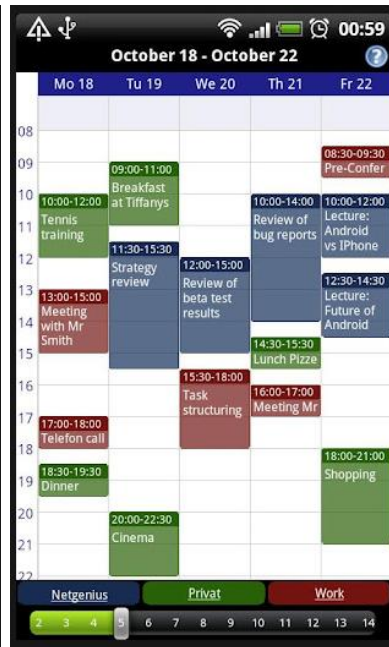 00:59
October 18 - October 22
?
Mo 18 Tu 19 We 20 Th 21 Fr 22
08
09
10
11
12
13
14
15
16
17
18
19
20
21
22
10:00-12:00
Tennis
training
13:00-15:00
Meeting
with Mr
Smith
17:00-18:00
Telefon call
18:30-19:30
Dinner
09:00-11:00
Breakfast
at Tiffanys
11:30-15:30
Strategy
review
20:00-22:30
Cinema
12:00-15:00
Review of
beta test
results
15:30-18:00
Task
structuring
10:00-14:00
Review of
bug reports
14:30-15:30
Lunch Pizze
16:00-17:00
Meeting Mr
08:30-09:30
Pre-Confer
10:00-12:00
Lecture:
Android
vs IPhone
12:30-14:30
Lecture:
Future of
Android
18:00-21:00
Shopping
Netgenius Privat Work
2 3 4 5 6 7 8 9 10 11 12 13 14